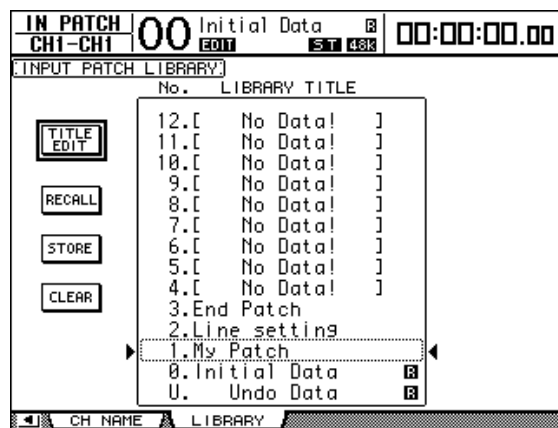 IN PATCH
CH1-CH1
00 Initial Data R
EDIT ST 48K
00:00:00.00
INPUT PATCH LIBRARY
No. LIBRARY TITLE
TITLE EDIT
RECALL
STORE
CLEAR
12.[ No Data! ]
11.[ No Data! ]
10.[ No Data! ]
9.[ No Data! ]
8.[ No Data! ]
7.[ No Data! ]
6.[ No Data! ]
5.[ No Data! ]
4.[ No Data! ]
3.End Patch
2.Line setting
1.My Patch
0.Initial Data R
U. Undo Data R
CH NAME
LIBRARY